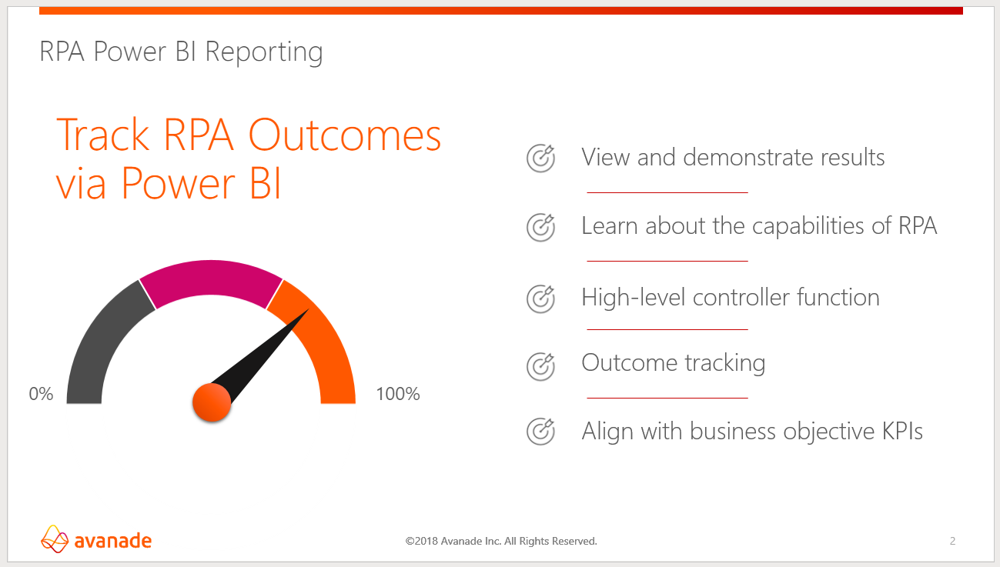 RPA Power BI Reporting
Track RPA Outcomes
via Power BI
0%
100%
View and demonstrate results
Learn about the capabilities of RPA
High-level controller function
Outcome tracking
Align with business objective KPIs
avanade
©2018 Avanade Inc. All Rights Reserved.
2